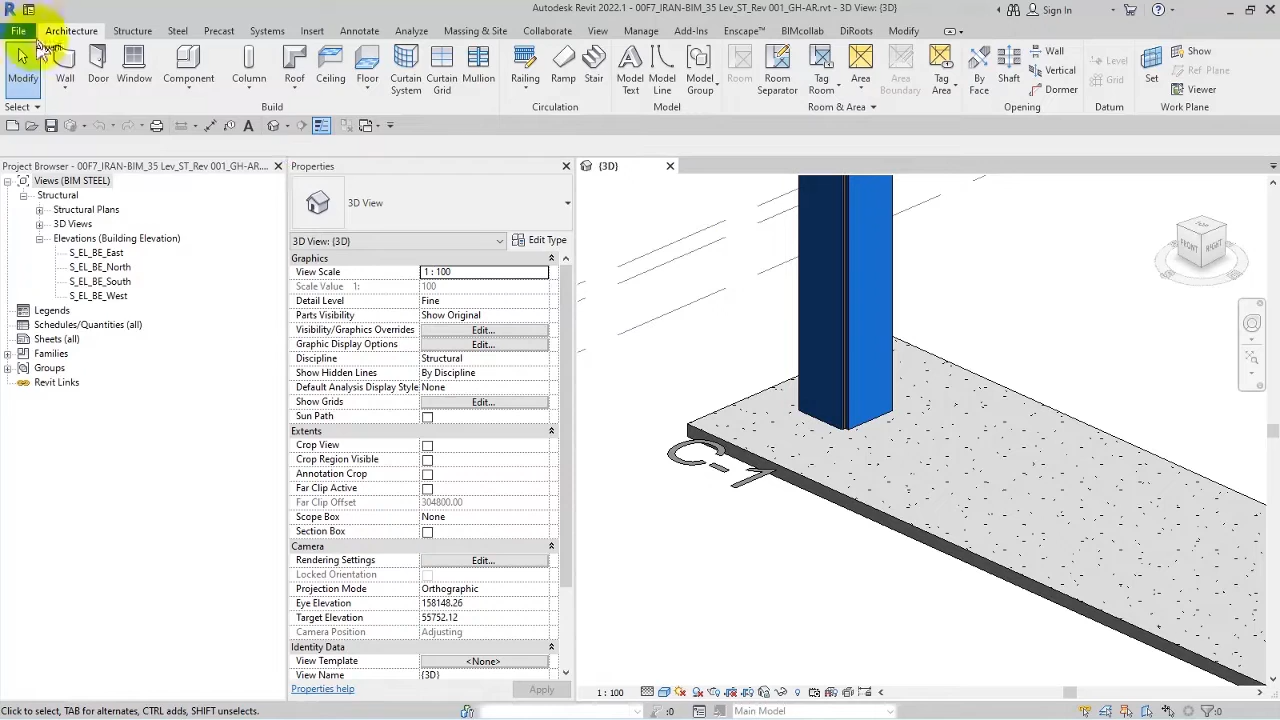 Autodesk Revit 2022.1 - 00F7_IRAN-BIM_35 Lev_ST_Rev 001_GH-AR.rvt - 3D View: {3D}
Sign In
File Architecture Structure Steel Precast Systems Insert Annotate Analyze Massing & Site Collaborate View Manage Add-Ins Enscape™ BIMcollab DiRoots Modify
Modify Wall Door Window Component Column Roof Ceiling Floor Curtain System Curtain Grid Mullion Railing Ramp Stair Model Text Model Line Model Group Room Room Separator Tag Room Area Area Boundary Tag Area By Face Shaft Wall Vertical Dormer Level Grid Set Show Ref Plane Viewer
Select Build Circulation Model Room & Area Opening Datum Work Plane
Project Browser - 00F7_IRAN-BIM_35 Lev_ST_Rev 001_GH-AR....
Views (BIM STEEL)
Structural
Structural Plans
3D Views
Elevations (Building Elevation)
S_EL_BE_East
S_EL_BE_North
S_EL_BE_South
S_EL_BE_West
Legends
Schedules/Quantities (all)
Sheets (all)
Families
Groups
Revit Links
Properties
3D View
3D View: {3D} Edit Type
Graphics
View Scale 1 : 100
Scale Value 1: 100
Detail Level Fine
Parts Visibility Show Original
Visibility/Graphics Overrides Edit...
Graphic Display Options Edit...
Discipline Structural
Show Hidden Lines By Discipline
Default Analysis Display Style None
Show Grids Edit...
Sun Path
Extents
Crop View
Crop Region Visible
Annotation Crop
Far Clip Active
Far Clip Offset 304800.00
Scope Box None
Section Box
Camera
Rendering Settings Edit...
Locked Orientation
Projection Mode Orthographic
Eye Elevation 158148.26
Target Elevation 55752.12
Camera Position Adjusting
Identity Data
View Template <None>
View Name {3D}
Properties help Apply
{3D}
FRONT RIGHT
C-1
1 : 100
Click to select, TAB for alternates, CTRL adds, SHIFT unselects.
:0
Main Model
:0